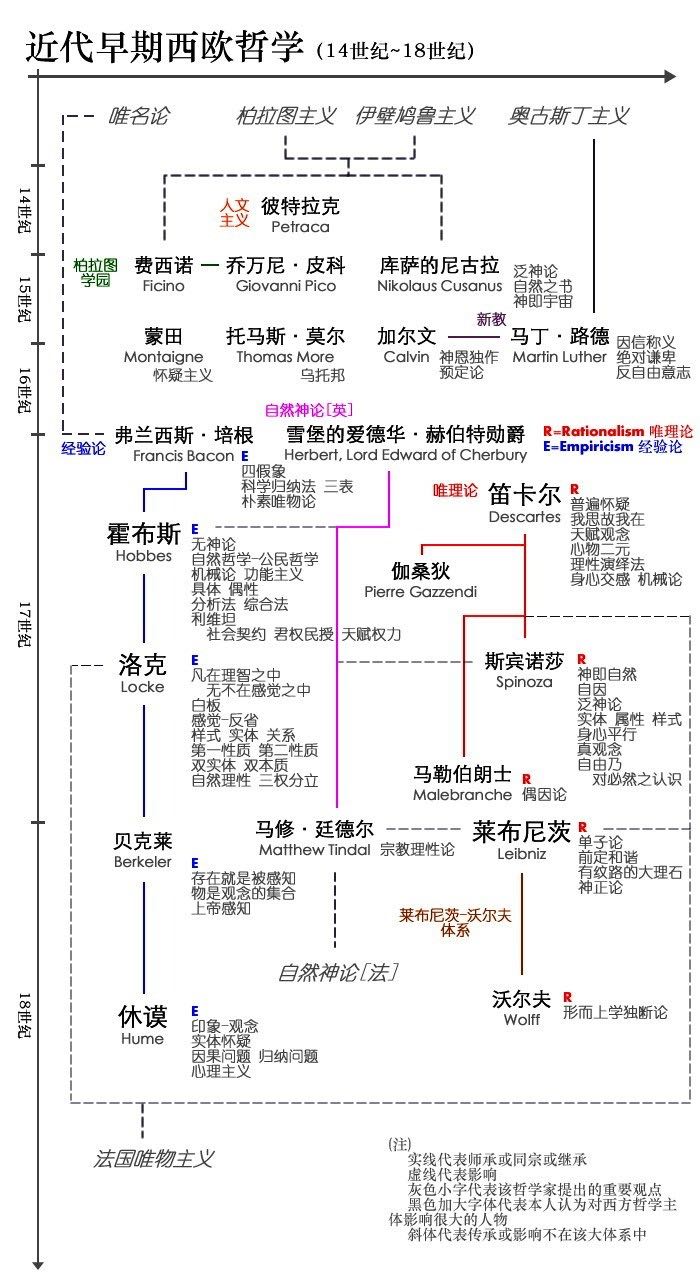 近代早期西欧哲学 (14世纪~18世纪)
唯名论 柏拉图主义 伊壁鸠鲁主义 奥古斯丁主义
14世纪
人文
主义
彼特拉克
Petraca
15世纪
柏拉图
学园
费西诺
Ficino
乔万尼·皮科
Giovanni Pico
库萨的尼古拉
Nikolaus Cusanus
泛神论
自然之书
神即宇宙
16世纪
蒙田
Montaigne
怀疑主义
托马斯·莫尔
Thomas More
乌托邦
加尔文
Calvin
神恩独作
预定论
新教
马丁·路德
Martin Luther
因信称义
绝对谦卑
反自由意志
自然神论[英]
经验论
弗兰西斯·培根
Francis Bacon
E
四假象
科学归纳法 三表
朴素唯物论
雪堡的爱德华·赫伯特勋爵
Herbert, Lord Edward of Cherbury
R=Rationalism 唯理论
E=Empiricism 经验论
17世纪
唯理论
笛卡尔
Descartes
R
普遍怀疑
我思故我在
天赋观念
心物二元
理性演绎法
身心交感 机械论
霍布斯
Hobbes
E
无神论
自然哲学-公民哲学
机械论 功能主义
具体 偶性
分析法 综合法
利维坦
社会契约 君权民授 天赋权力
伽桑狄
Pierre Gazzendi
洛克
Locke
E
凡在理智之中
无不在感觉之中
白板
感觉-反省
样式 实体 关系
第一性质 第二性质
双实体 双本质
自然理性 三权分立
斯宾诺莎
Spinoza
R
神即自然
自因
泛神论
实体 属性 样式
身心平行
真观念
自由乃
对必然之认识
马勒伯朗士
Malebranche
R
偶因论
18世纪
贝克莱
Berkeler
E
存在就是被感知
物是观念的集合
上帝感知
马修·廷德尔
Matthew Tindal 宗教理性论
莱布尼茨
Leibniz
R
单子论
前定和谐
有纹路的大理石
神正论
莱布尼茨-沃尔夫
体系
自然神论[法]
沃尔夫
Wolff
R
形而上学独断论
休谟
Hume
E
印象-观念
实体怀疑
因果问题 归纳问题
心理主义
法国唯物主义
(注)
实线代表师承或同宗或继承
虚线代表影响
灰色小字代表该哲学家提出的重要观点
黑色加大字体代表本人认为对西方哲学主
体影响很大的人物
斜体代表传承或影响不在该大体系中